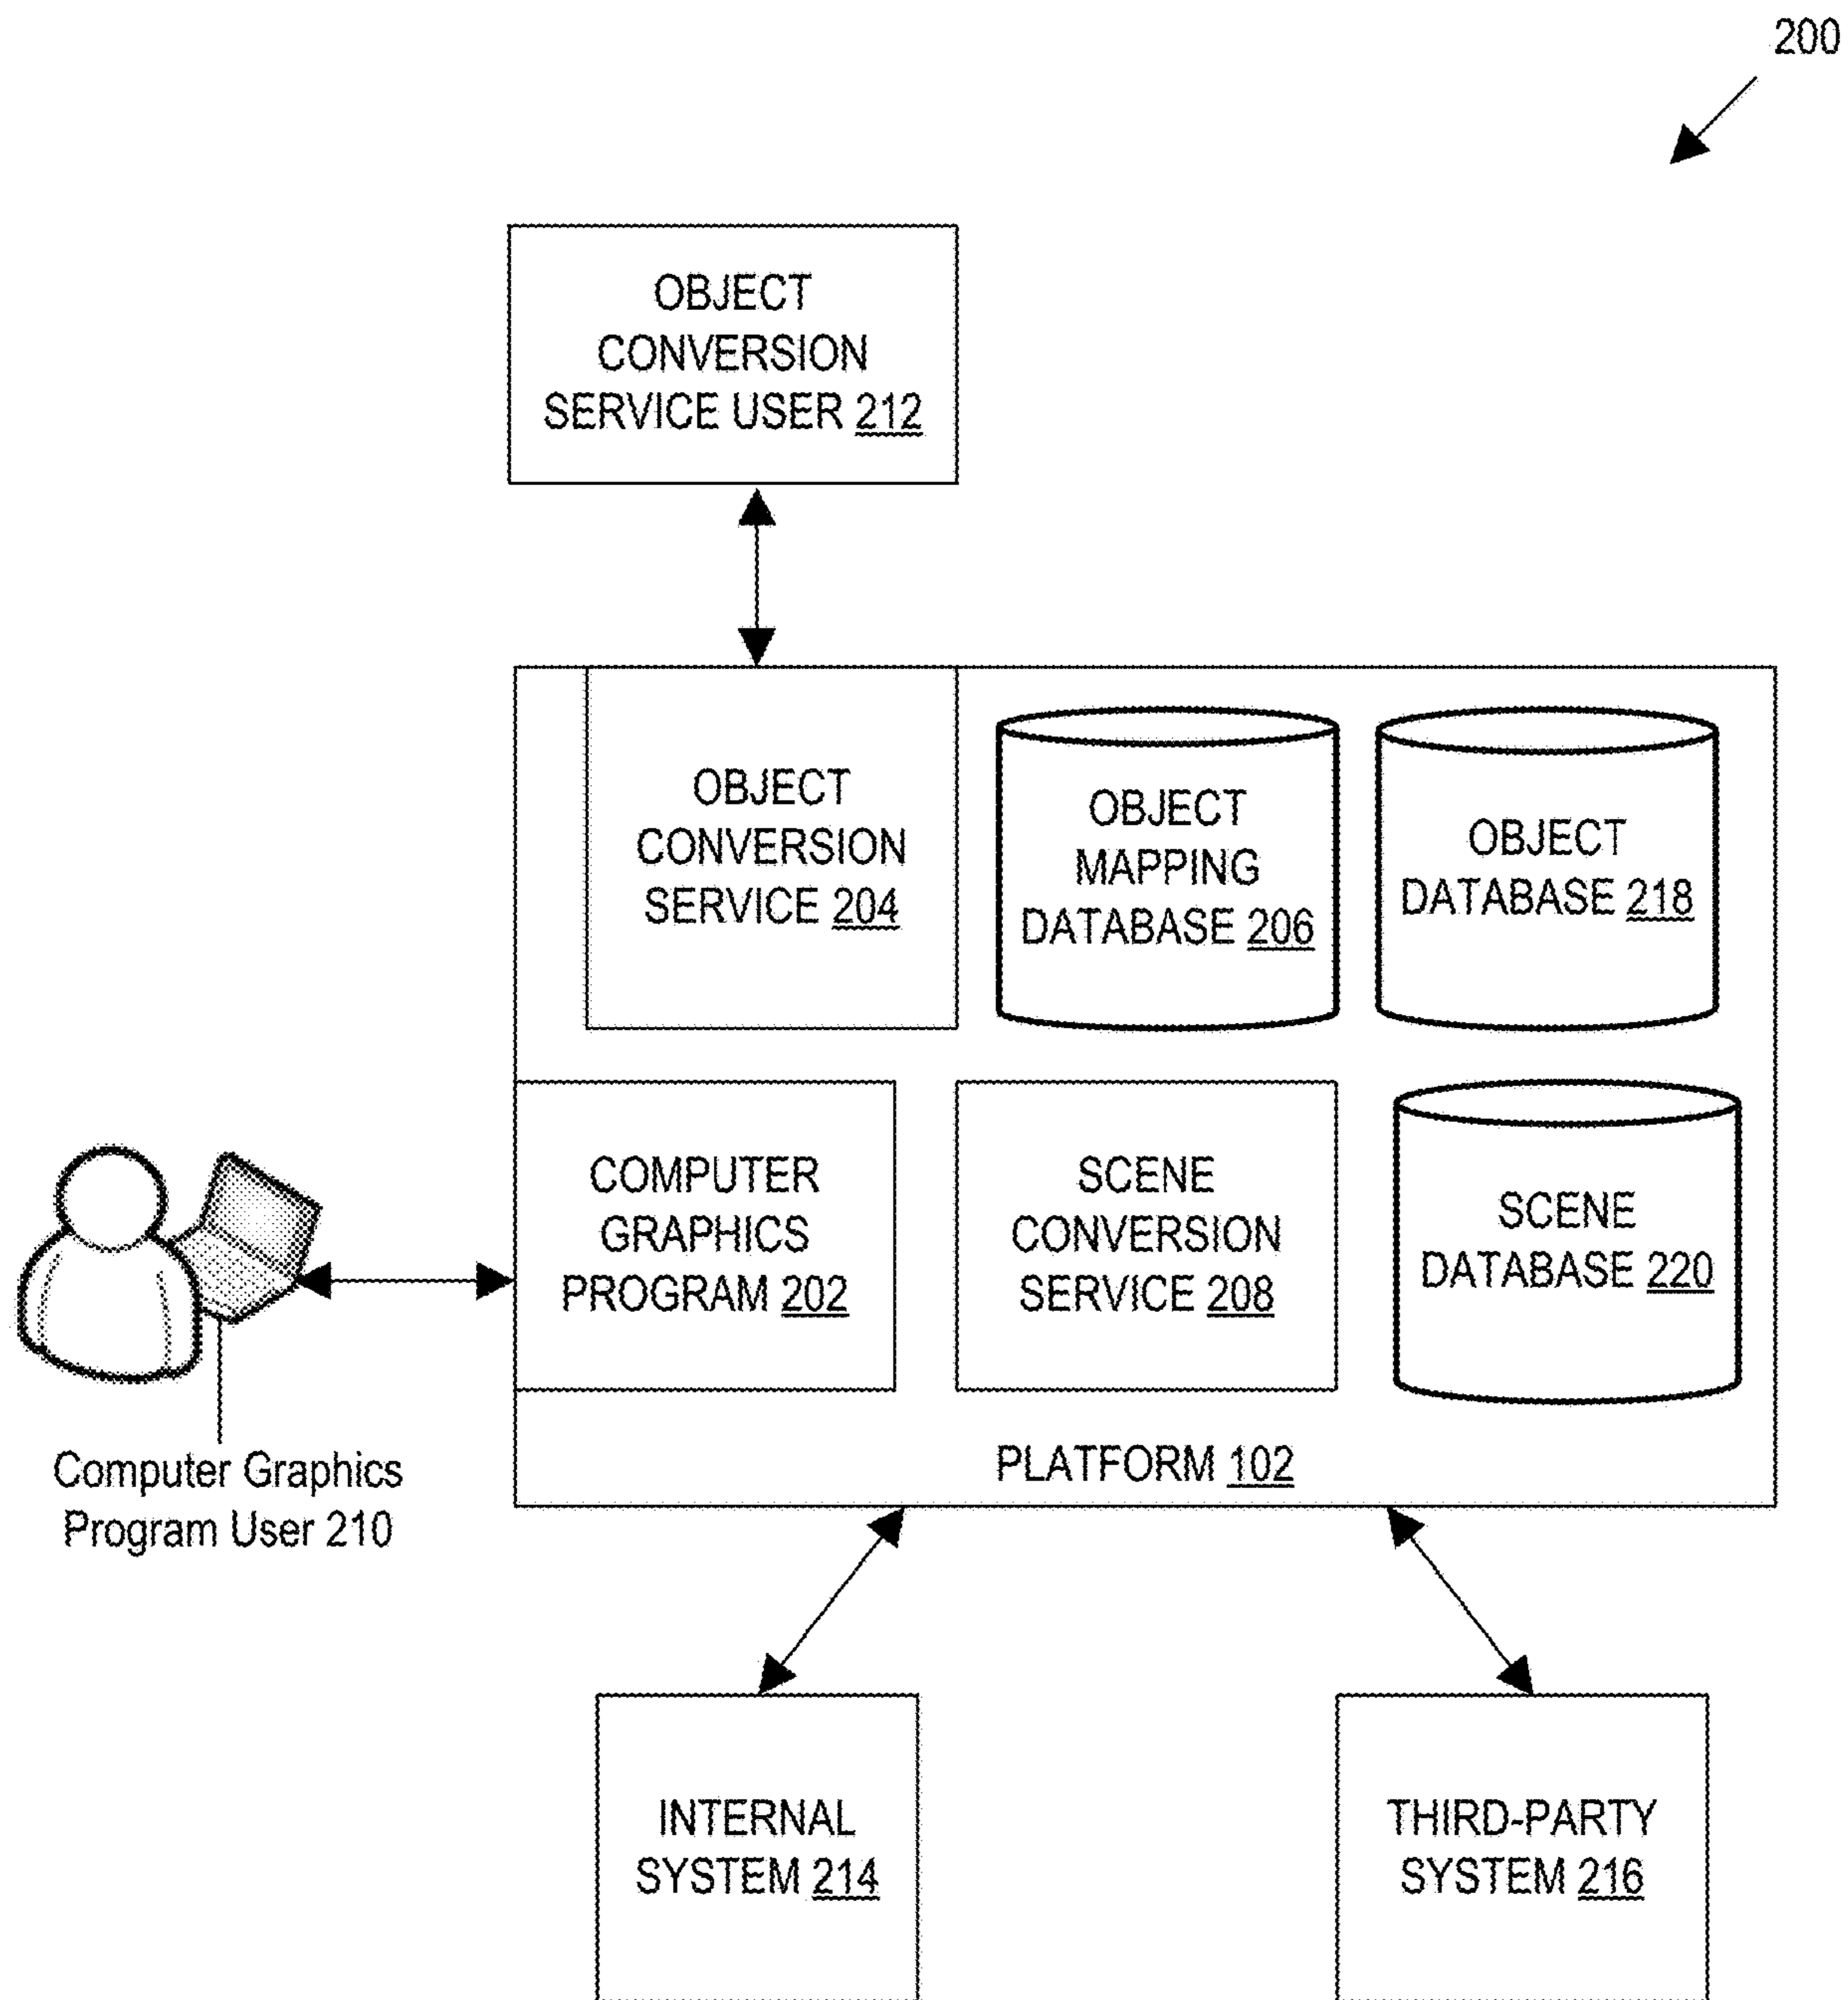 200
OBJECT
CONVERSION
SERVICE USER 212
OBJECT
CONVERSION
SERVICE 204
OBJECT
MAPPING
DATABASE 206
OBJECT
DATABASE 218
COMPUTER
GRAPHICS
PROGRAM 202
SCENE
CONVERSION
SERVICE 208
SCENE
DATABASE 220
PLATFORM 102
Computer Graphics
Program User 210
INTERNAL
SYSTEM 214
THIRD-PARTY
SYSTEM 216